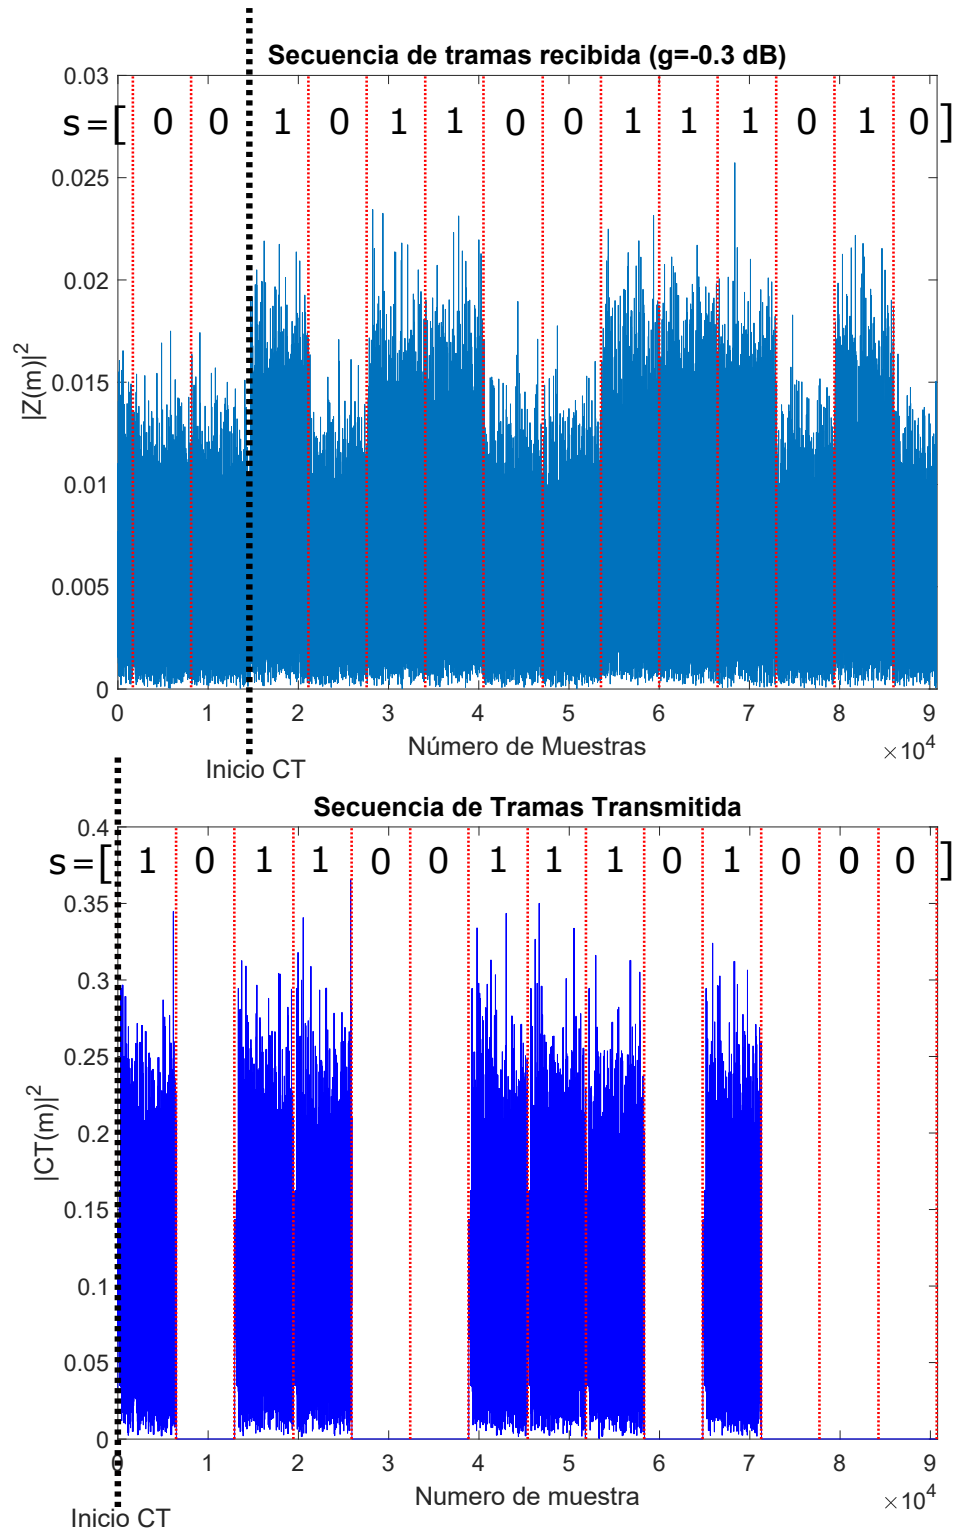 Secuencia de tramas recibida (g=-0.3 dB)
0.03
s=[ 0 0 1 0 1 1 0 0 1 1 1 0 1 0 ]
0.025
0.02
0.015
0.01
0.005
0
|Z(m)|²
0 1 2 3 4 5 6 7 8 9
Número de Muestras
×10⁴
Inicio CT
Secuencia de Tramas Transmitida
0.4
s=[ 1 0 1 1 0 0 1 1 1 0 1 0 0 0 ]
0.35
0.3
0.25
0.2
0.15
0.1
0.05
0
|CT(m)|²
0 1 2 3 4 5 6 7 8 9
Numero de muestra
×10⁴
Inicio CT